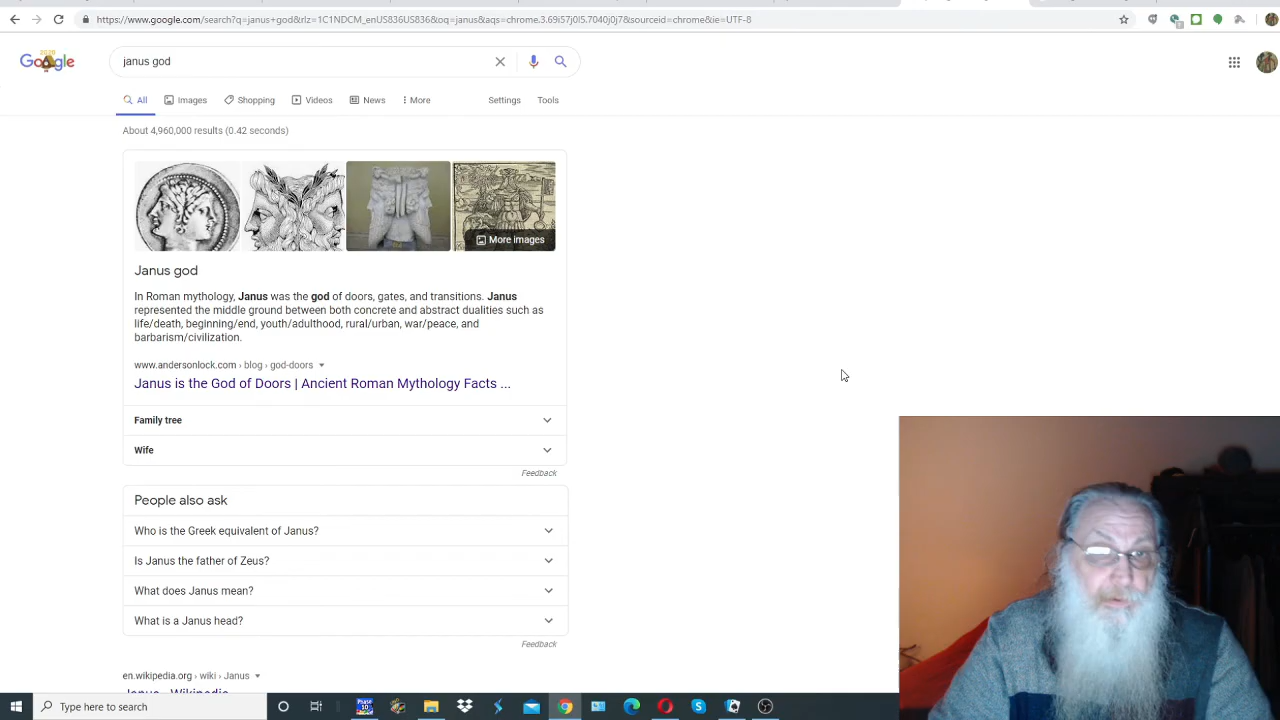 https://www.google.com/search?q=janus+god&rlz=1C1NDCM_enUS836US836&oq=janus&aqs=chrome.3.69i57j0l5.7040j0j7&sourceid=chrome&ie=UTF-8
2020
Google
janus god
All Images Shopping Videos News More Settings Tools
About 4,960,000 results (0.42 seconds)
More images
Janus god
In Roman mythology, Janus was the god of doors, gates, and transitions. Janus
represented the middle ground between both concrete and abstract dualities such as
life/death, beginning/end, youth/adulthood, rural/urban, war/peace, and
barbarism/civilization.
www.andersonlock.com › blog › god-doors
Janus is the God of Doors | Ancient Roman Mythology Facts ...
Family tree
Wife
Feedback
People also ask
Who is the Greek equivalent of Janus?
Is Janus the father of Zeus?
What does Janus mean?
What is a Janus head?
Feedback
en.wikipedia.org › wiki › Janus
Janus - Wikipedia
Type here to search